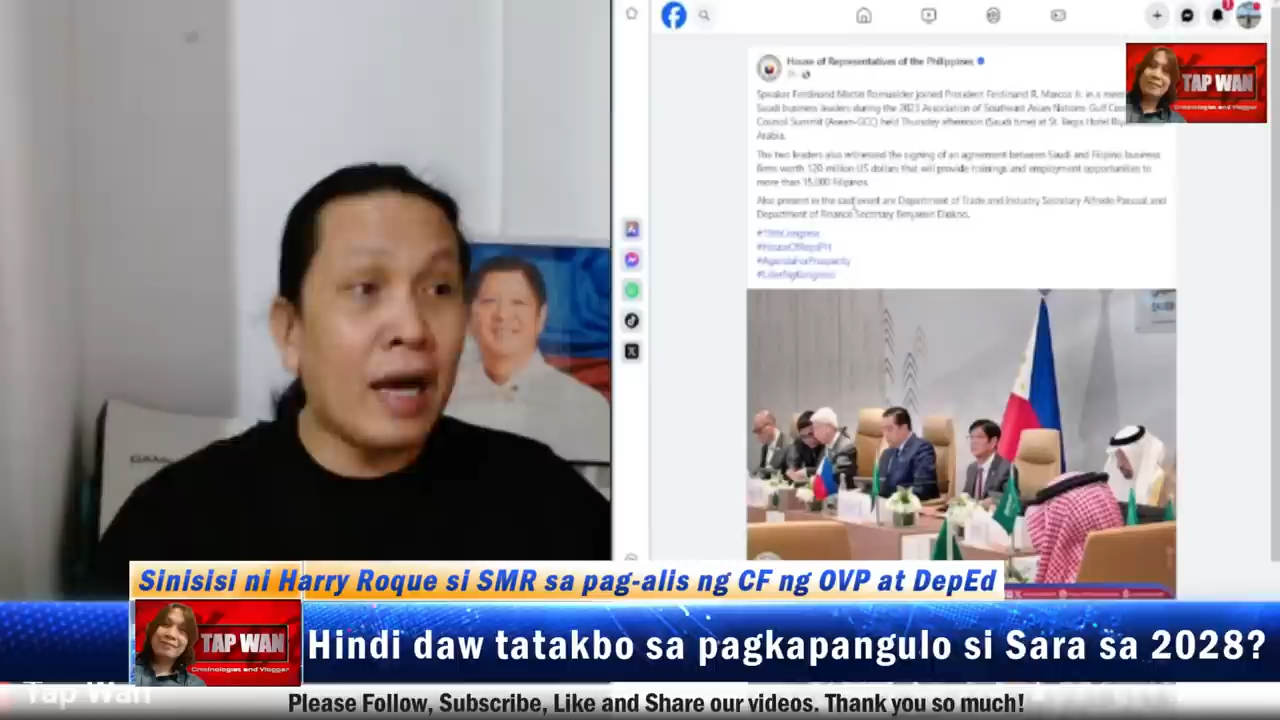 House of Representatives of the Philippines
Speaker Ferdinand Martin Romualdez joined President Ferdinand R. Marcos Jr. in a
Saudi business leaders during the 2023 Association of Southeast Asian Nations-Gulf
Council Summit (Asean-GCC) held Thursday afternoon (Saudi time) at St. Regis Hotel
Arabia.
The two leaders also witnessed the signing of an agreement between Saudi and Filipino business
firms worth 120 million US dollars that will provide trainings and employment opportunities to
more than 15,000 Filipinos.
Also present in the said event are Department of Trade and Industry Secretary Alfredo Pascual and
Department of Finance Secretary Benjamin Diokno.
#19thCongress
#HouseOfRepsPH
#AgendaForProsperity
#LiderNgKongreso
TAP WAN
Criminologies and Vlogger
Sinisisi ni Harry Roque si SMR sa pag-alis ng CF ng OVP at DepEd
TAP WAN
Criminologies and Vlogger
Hindi daw tatakbo sa pagkapangulo si Sara sa 2028?
Tap Wan
Please Follow, Subscribe, Like and Share our videos. Thank you so much!